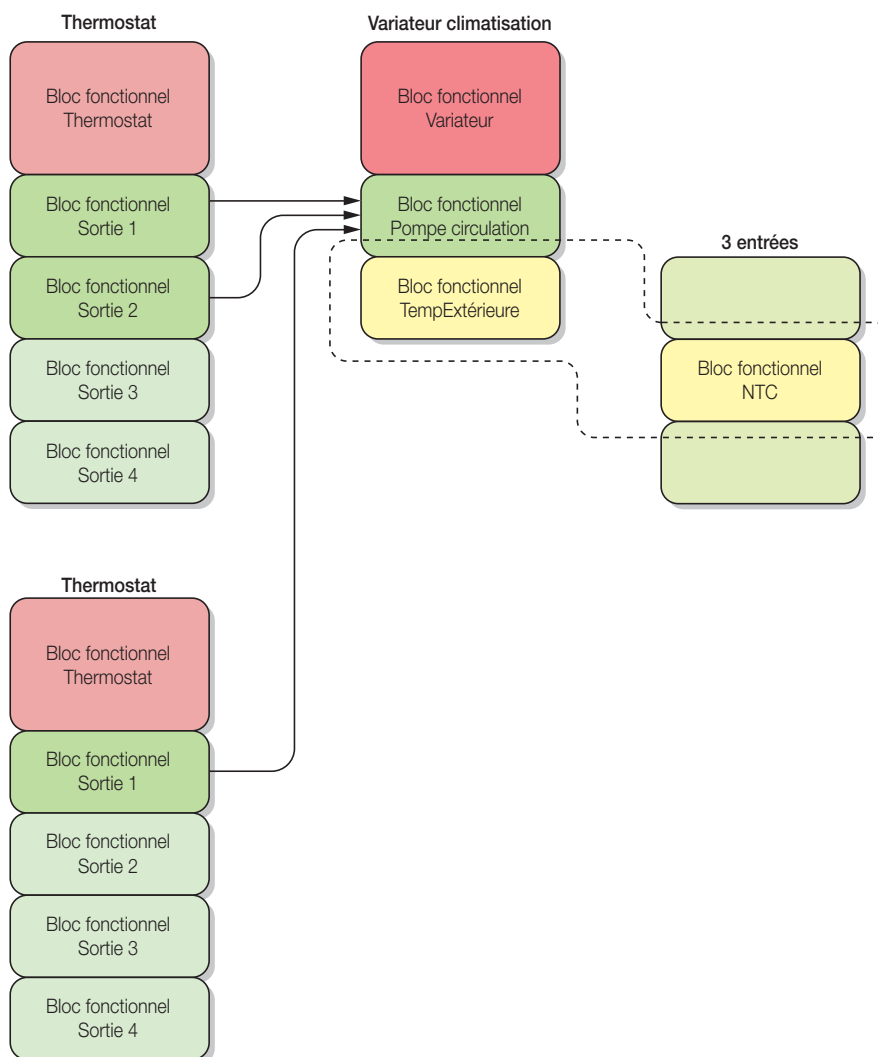 Thermostat
Bloc fonctionnel
Thermostat
Bloc fonctionnel
Sortie 1
Bloc fonctionnel
Sortie 2
Bloc fonctionnel
Sortie 3
Bloc fonctionnel
Sortie 4
Variateur climatisation
Bloc fonctionnel
Variateur
Bloc fonctionnel
Pompe circulation
Bloc fonctionnel
TempExtérieure
3 entrées
Bloc fonctionnel
NTC
Thermostat
Bloc fonctionnel
Thermostat
Bloc fonctionnel
Sortie 1
Bloc fonctionnel
Sortie 2
Bloc fonctionnel
Sortie 3
Bloc fonctionnel
Sortie 4